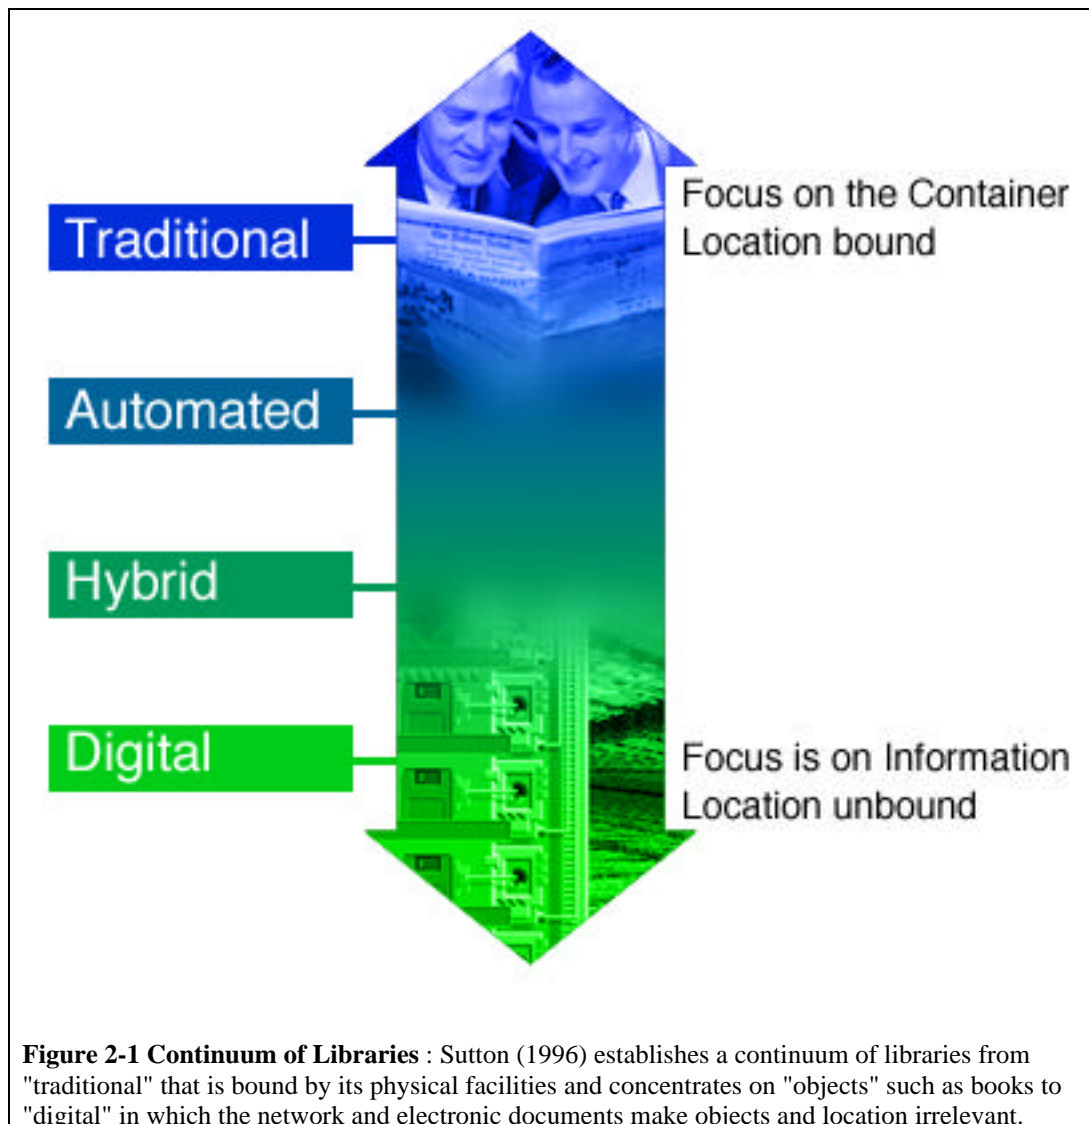 Traditional
Focus on the Container
Location bound
Automated
Hybrid
Digital
Focus is on Information
Location unbound
Figure 2-1 Continuum of Libraries : Sutton (1996) establishes a continuum of libraries from
"traditional" that is bound by its physical facilities and concentrates on "objects" such as books to
"digital" in which the network and electronic documents make objects and location irrelevant.